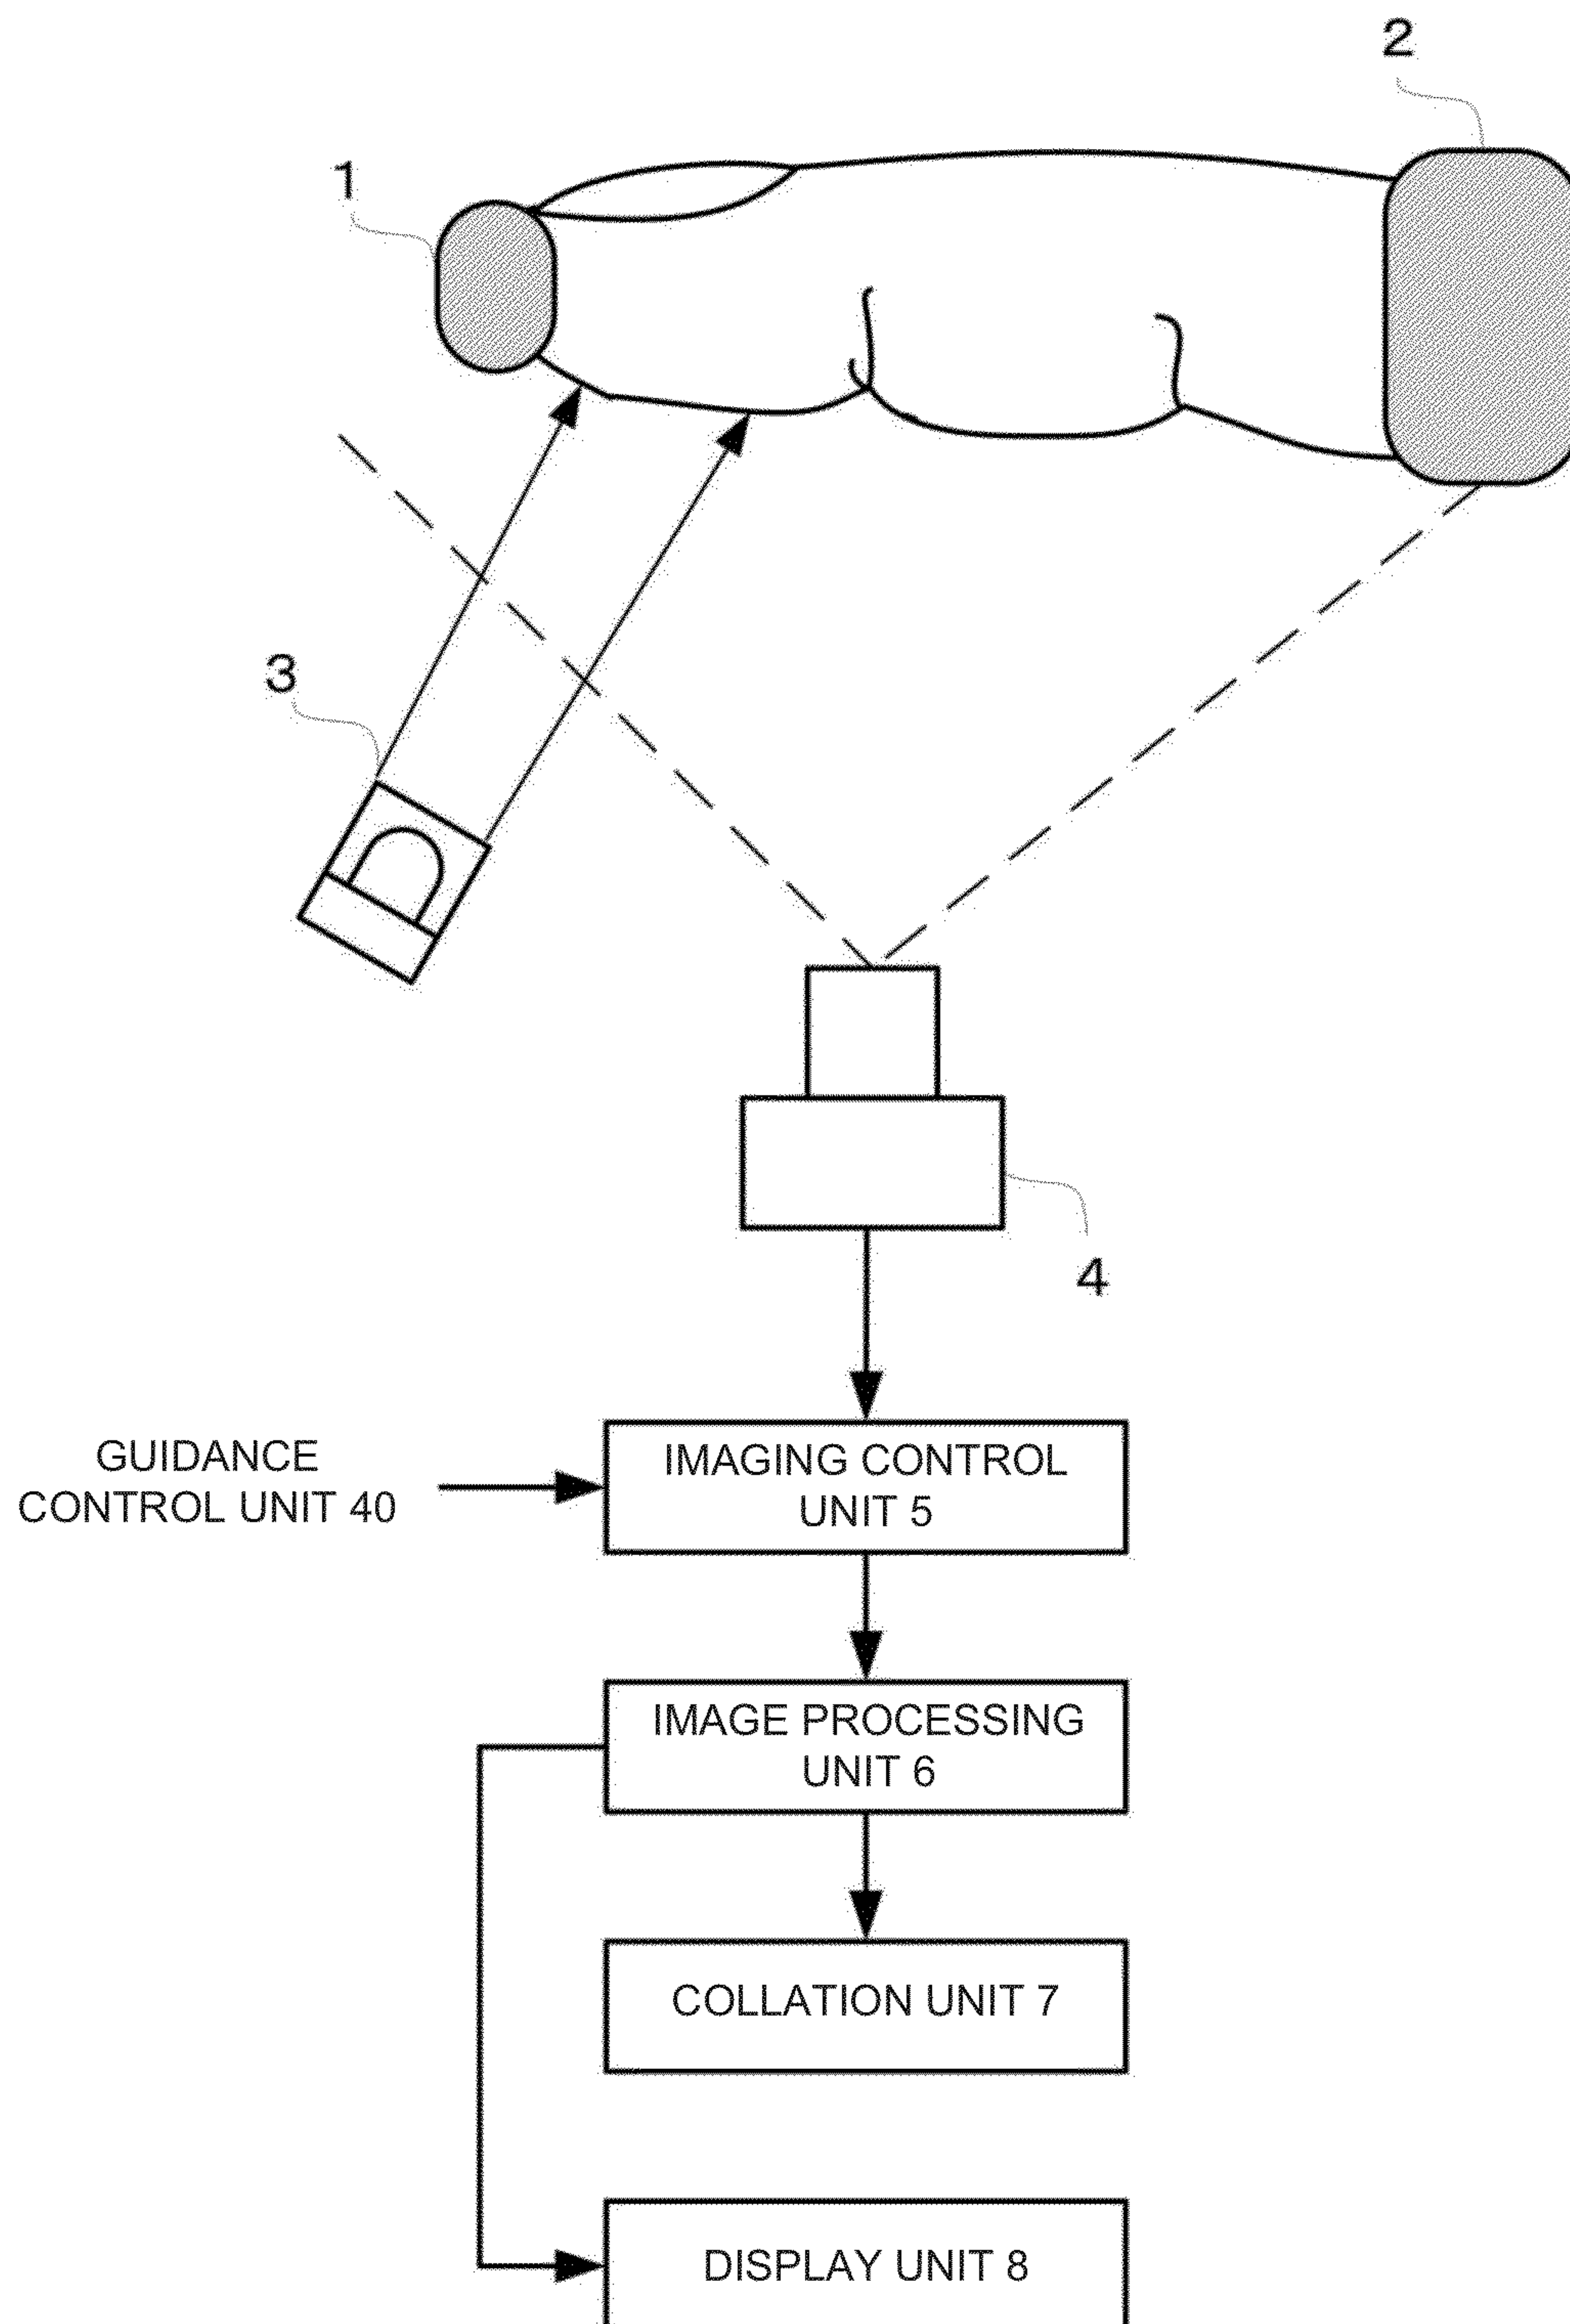 2
1
3
4
GUIDANCE
CONTROL UNIT 40
IMAGING CONTROL
UNIT 5
IMAGE PROCESSING
UNIT 6
COLLATION UNIT 7
DISPLAY UNIT 8